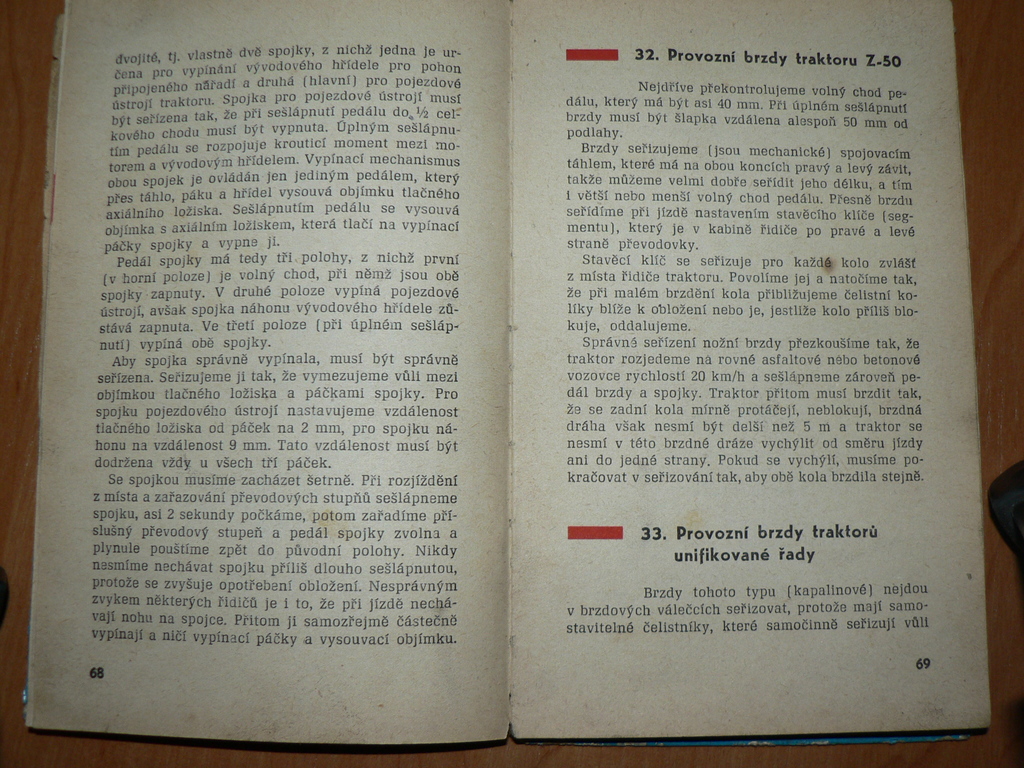 dvojité, tj. vlastně dvě spojky, z nichž jedna je ur-
čena pro vypínání vývodového hřídele pro pohon
připojeného nářadí a druhá (hlavní) pro pojezdové
ústrojí traktoru. Spojka pro pojezdové ústrojí musí
být seřízena tak, že při sešlápnutí pedálu do ½ cel-
kového chodu musí být vypnuta. Úplným sešlápnu-
tím pedálu se rozpojuje krouticí moment mezi mo-
torem a vývodovým hřídelem. Vypínací mechanismus
obou spojek je ovládán jen jediným pedálem, který
přes táhlo, páku a hřídel vysouvá objímku tlačného
axiálního ložiska. Sešlápnutím pedálu se vysouvá
objímka s axiálním ložiskem, která tlačí na vypínací
páčky spojky a vypne ji.
Pedál spojky má tedy tři polohy, z nichž první
(v horní poloze) je volný chod, při němž jsou obě
spojky zapnuty. V druhé poloze vypíná pojezdové
ústrojí, avšak spojka náhonu vývodového hřídele zů-
stává zapnuta. Ve třetí poloze (při úplném sešláp-
nutí) vypíná obě spojky.
Aby spojka správně vypínala, musí být správně
seřízena. Seřizujeme ji tak, že vymezujeme vůli mezi
objímkou tlačného ložiska a páčkami spojky. Pro
spojku pojezdového ústrojí nastavujeme vzdálenost
tlačného ložiska od páček na 2 mm, pro spojku ná-
honu na vzdálenost 9 mm. Tato vzdálenost musí být
dodržena vždy u všech tří páček.
Se spojkou musíme zacházet šetrně. Při rozjíždění
z místa a zařazování převodových stupňů sešlápneme
spojku, asi 2 sekundy počkáme, potom zařadíme pří-
slušný převodový stupeň a pedál spojky zvolna a
plynule pouštíme zpět do původní polohy. Nikdy
nesmíme nechávat spojku příliš dlouho sešlápnutou,
protože se zvyšuje opotřebení obložení. Nesprávným
zvykem některých řidičů je i to, že při jízdě nechá-
vají nohu na spojce. Přitom ji samozřejmě částečně
vypínají a ničí vypínací páčky a vysouvací objímku.
68
32. Provozní brzdy traktoru Z-50
Nejdříve překontrolujeme volný chod pe-
dálu, který má být asi 40 mm. Při úplném sešlápnutí
brzdy musí být šlapka vzdálena alespoň 50 mm od
podlahy.
Brzdy seřizujeme (jsou mechanické) spojovacím
táhlem, které má na obou koncích pravý a levý závit,
takže můžeme velmi dobře seřídit jeho délku, a tím
i větší nebo menší volný chod pedálu. Přesně brzdu
seřídíme při jízdě nastavením stavěcího klíče (seg-
mentu), který je v kabině řidiče po pravé a levé
straně převodovky.
Stavěcí klíč se seřizuje pro každé kolo zvlášť
z místa řidiče traktoru. Povolíme jej a natočíme tak,
že při malém brzdění kola přibližujeme čelistní ko-
líky blíže k obložení nebo je, jestliže kolo příliš blo-
kuje, oddalujeme.
Správné seřízení nožní brzdy přezkoušíme tak, že
traktor rozjedeme na rovné asfaltové nebo betonové
vozovce rychlostí 20 km/h a sešlápneme zároveň pe-
dál brzdy a spojky. Traktor přitom musí brzdit tak,
že se zadní kola mírně protáčejí, neblokují, brzdná
dráha však nesmí být delší než 5 m a traktor se
nesmí v této brzdné dráze vychýlit od směru jízdy
ani do jedné strany. Pokud se vychýlí, musíme po-
kračovat v seřizování tak, aby obě kola brzdila stejně.
33. Provozní brzdy traktorů
unifikované řady
Brzdy tohoto typu (kapalinové) nejdou
v brzdových válečcích seřizovat, protože mají samo-
stavitelné čelistníky, které samočinně seřizují vůli
69